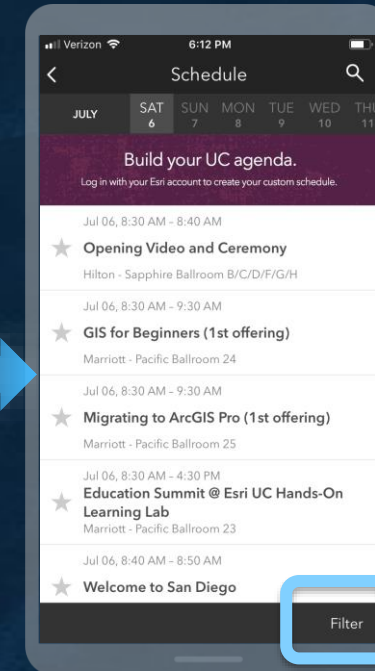 Verizon 6:12 PM
Schedule
JULY SAT SUN MON TUE WED THU
6 7 8 9 10 11
Build your UC agenda.
Log in with your Esri account to create your custom schedule.
Jul 06, 8:30 AM – 8:40 AM
Opening Video and Ceremony
Hilton - Sapphire Ballroom B/C/D/F/G/H
Jul 06, 8:30 AM – 9:30 AM
GIS for Beginners (1st offering)
Marriott - Pacific Ballroom 24
Jul 06, 8:30 AM – 9:30 AM
Migrating to ArcGIS Pro (1st offering)
Marriott - Pacific Ballroom 25
Jul 06, 8:30 AM – 4:30 PM
Education Summit @ Esri UC Hands-On
Learning Lab
Marriott - Pacific Ballroom 23
Jul 06, 8:40 AM – 8:50 AM
Welcome to San Diego
Filter